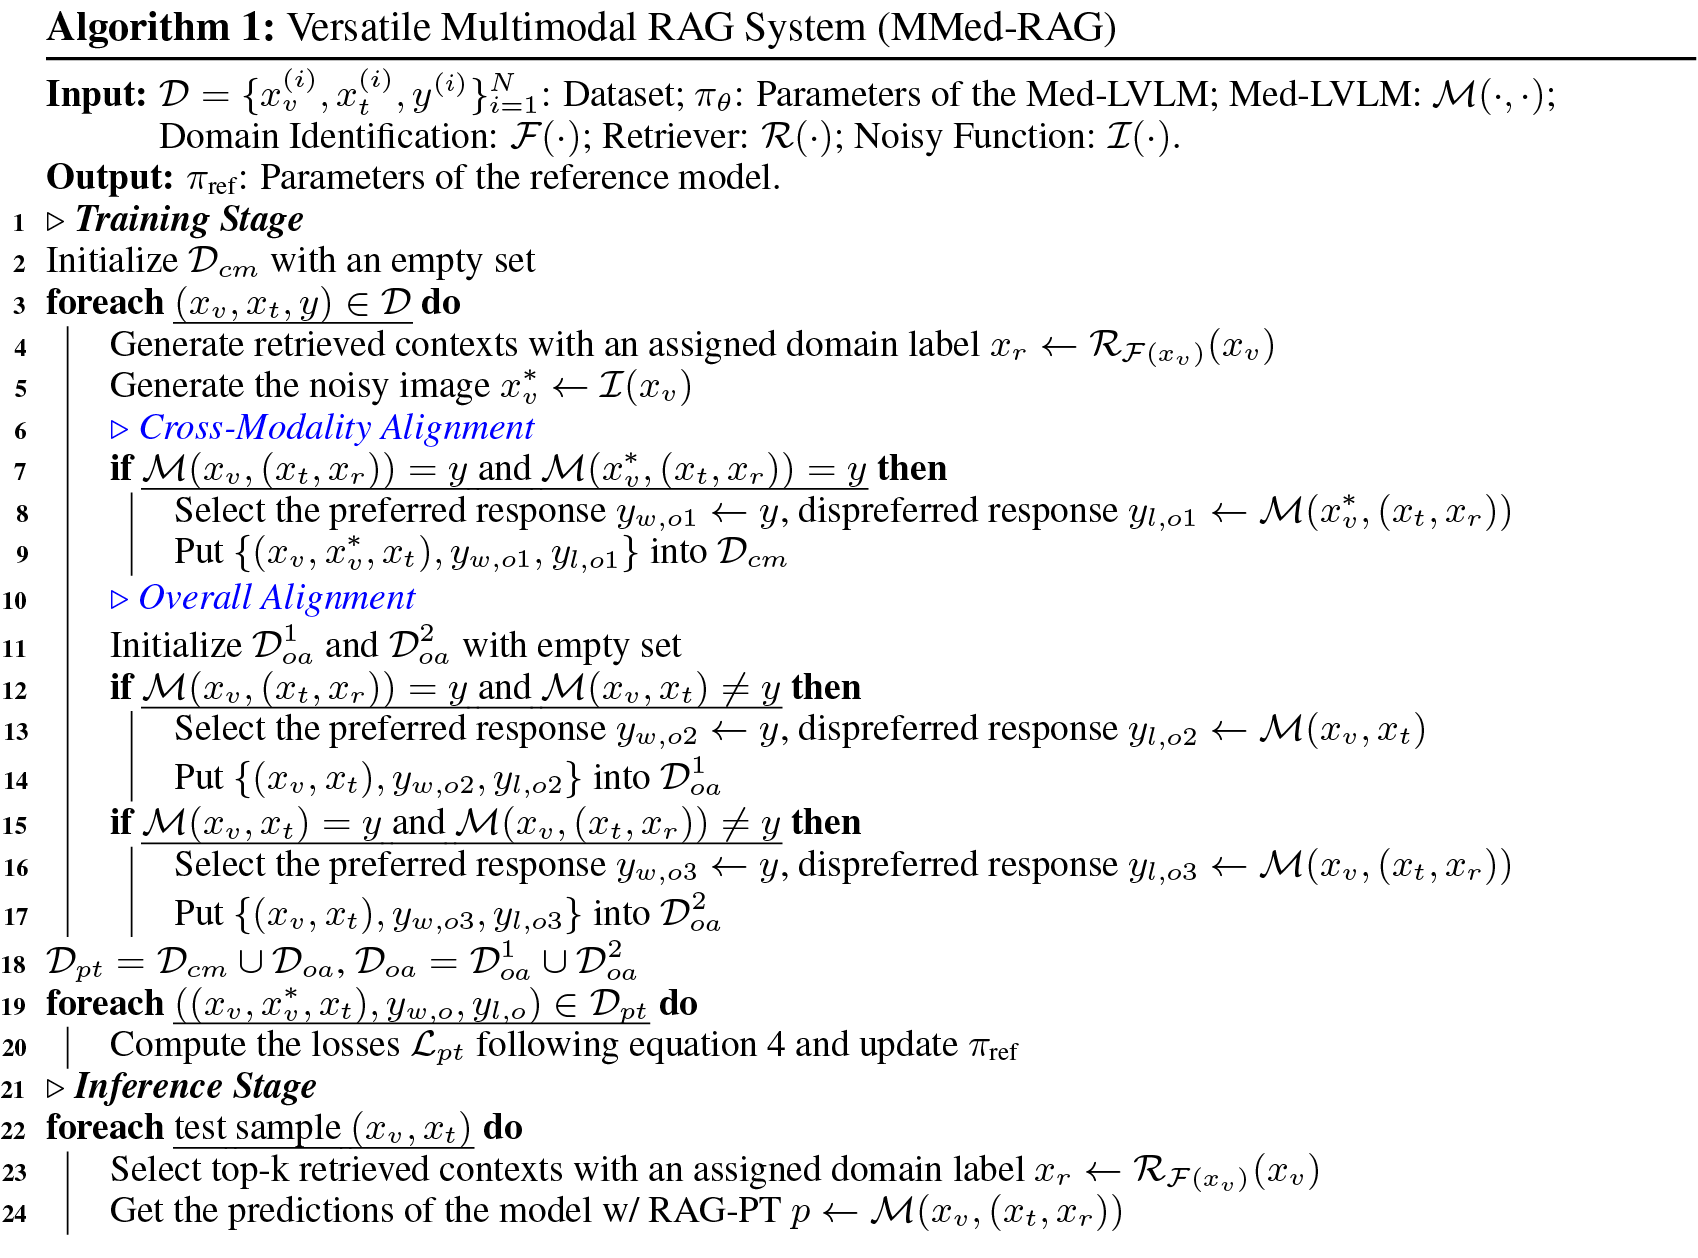 Algorithm 1: Versatile Multimodal RAG System (MMed-RAG)
Input: $\mathcal{D} = \{x_v^{(i)}, x_t^{(i)}, y^{(i)}\}_{i=1}^N$: Dataset; $\pi_\theta$: Parameters of the Med-LVLM; Med-LVLM: $\mathcal{M}(\cdot, \cdot)$;
Domain Identification: $\mathcal{F}(\cdot)$; Retriever: $\mathcal{R}(\cdot)$; Noisy Function: $\mathcal{I}(\cdot)$.
Output: $\pi_{\text{ref}}$: Parameters of the reference model.
1 ▷ Training Stage
2 Initialize $\mathcal{D}_{cm}$ with an empty set
3 foreach $(x_v, x_t, y) \in \mathcal{D}$ do
4 Generate retrieved contexts with an assigned domain label $x_r \leftarrow \mathcal{R}_{\mathcal{F}(x_v)}(x_v)$
5 Generate the noisy image $x_v^* \leftarrow \mathcal{I}(x_v)$
6 ▷ Cross-Modality Alignment
7 if $\mathcal{M}(x_v, (x_t, x_r)) = y$ and $\mathcal{M}(x_v^*, (x_t, x_r)) = y$ then
8 Select the preferred response $y_{w,o1} \leftarrow y$, dispreferred response $y_{l,o1} \leftarrow \mathcal{M}(x_v^*, (x_t, x_r))$
9 Put $\{(x_v, x_v^*, x_t), y_{w,o1}, y_{l,o1}\}$ into $\mathcal{D}_{cm}$
10 ▷ Overall Alignment
11 Initialize $\mathcal{D}_{oa}^1$ and $\mathcal{D}_{oa}^2$ with empty set
12 if $\mathcal{M}(x_v, (x_t, x_r)) = y$ and $\mathcal{M}(x_v, x_t) \neq y$ then
13 Select the preferred response $y_{w,o2} \leftarrow y$, dispreferred response $y_{l,o2} \leftarrow \mathcal{M}(x_v, x_t)$
14 Put $\{(x_v, x_t), y_{w,o2}, y_{l,o2}\}$ into $\mathcal{D}_{oa}^1$
15 if $\mathcal{M}(x_v, x_t) = y$ and $\mathcal{M}(x_v, (x_t, x_r)) \neq y$ then
16 Select the preferred response $y_{w,o3} \leftarrow y$, dispreferred response $y_{l,o3} \leftarrow \mathcal{M}(x_v, (x_t, x_r))$
17 Put $\{(x_v, x_t), y_{w,o3}, y_{l,o3}\}$ into $\mathcal{D}_{oa}^2$
18 $\mathcal{D}_{pt} = \mathcal{D}_{cm} \cup \mathcal{D}_{oa}, \mathcal{D}_{oa} = \mathcal{D}_{oa}^1 \cup \mathcal{D}_{oa}^2$
19 foreach $((x_v, x_v^*, x_t), y_{w,o}, y_{l,o}) \in \mathcal{D}_{pt}$ do
20 Compute the losses $\mathcal{L}_{pt}$ following equation 4 and update $\pi_{\text{ref}}$
21 ▷ Inference Stage
22 foreach test sample $(x_v, x_t)$ do
23 Select top-k retrieved contexts with an assigned domain label $x_r \leftarrow \mathcal{R}_{\mathcal{F}(x_v)}(x_v)$
24 Get the predictions of the model w/ RAG-PT $p \leftarrow \mathcal{M}(x_v, (x_t, x_r))$